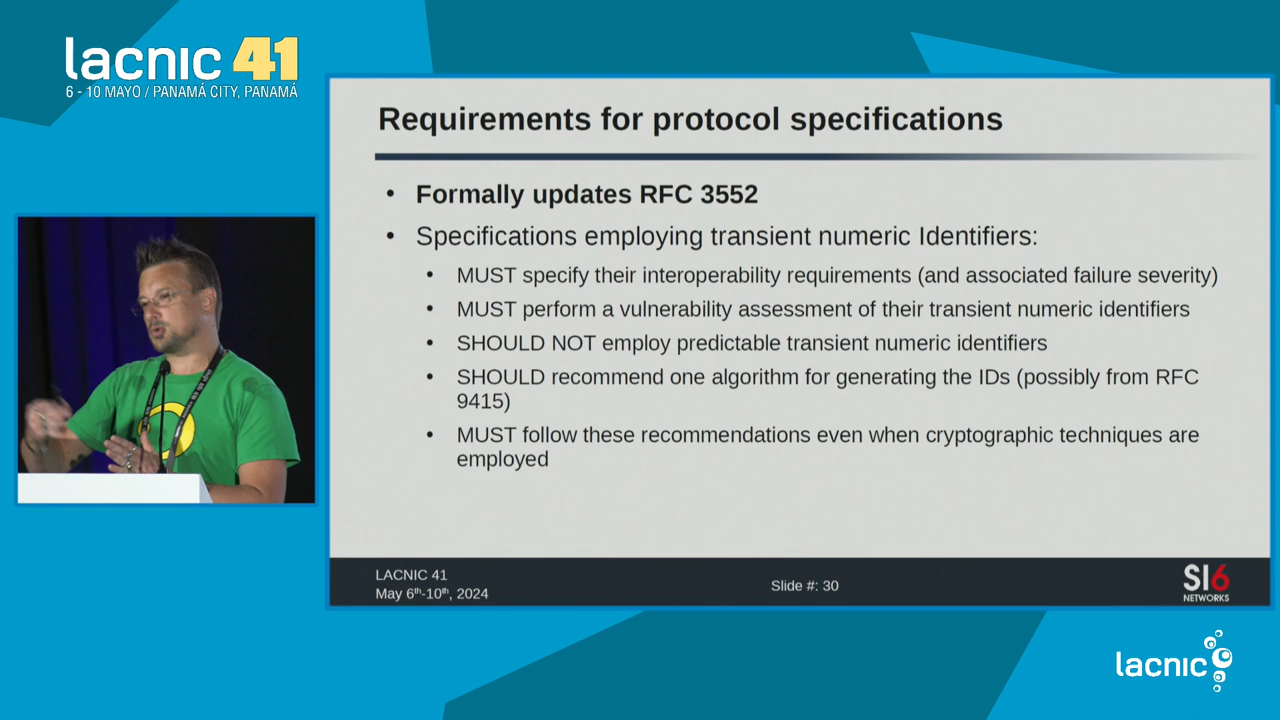 lacnic 41
6 - 10 MAYO / PANAMÁ CITY, PANAMÁ
Requirements for protocol specifications
• Formally updates RFC 3552
• Specifications employing transient numeric Identifiers:
• MUST specify their interoperability requirements (and associated failure severity)
• MUST perform a vulnerability assessment of their transient numeric identifiers
• SHOULD NOT employ predictable transient numeric identifiers
• SHOULD recommend one algorithm for generating the IDs (possibly from RFC
9415)
• MUST follow these recommendations even when cryptographic techniques are
employed
LACNIC 41
May 6th-10th, 2024
Slide #: 30
SI6
NETWORKS
lacnic